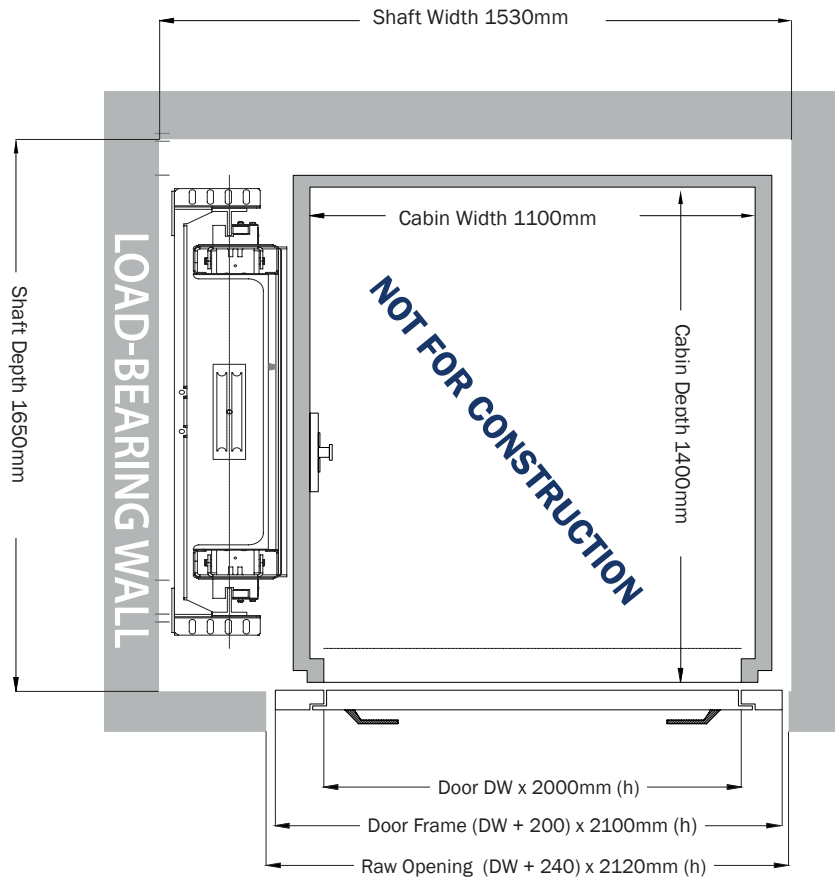 Shaft Width 1530mm
Cabin Width 1100mm
LOAD-BEARING WALL
Shaft Depth 1650mm
NOT FOR CONSTRUCTION
Cabin Depth 1400mm
Door DW x 2000mm (h)
Door Frame (DW + 200) x 2100mm (h)
Raw Opening (DW + 240) x 2120mm (h)